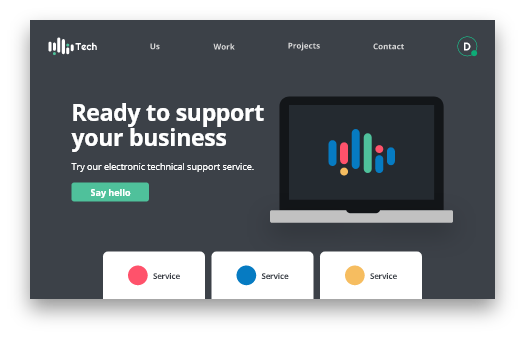 Tech
Us
Work
Projects
Contact
D
Ready to support
your business
Try our electronic technical support service.
Say hello
Service
Service
Service